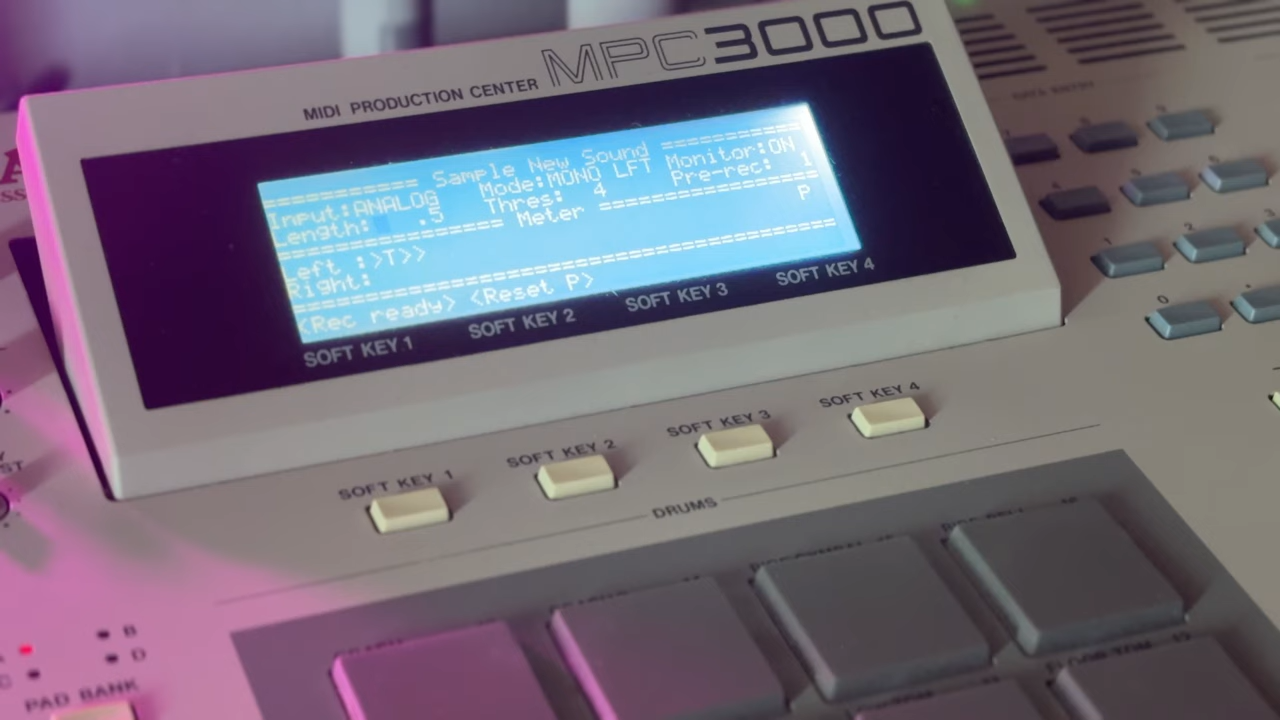 MIDI PRODUCTION CENTER MPC3000
========== Sample New Sound ==========
Input:ANALOG Mode:MONO LFT Monitor:ON
Length: .5 Thres: 4 Pre-rec: 1
================== Meter ================== P
Left :>T>>
Right:
<Rec ready> <Reset P>
SOFT KEY 1 SOFT KEY 2 SOFT KEY 3 SOFT KEY 4
SOFT KEY 1 SOFT KEY 2 SOFT KEY 3 SOFT KEY 4
DATA ENTRY
0
DRUMS
B
D
PAD BANK